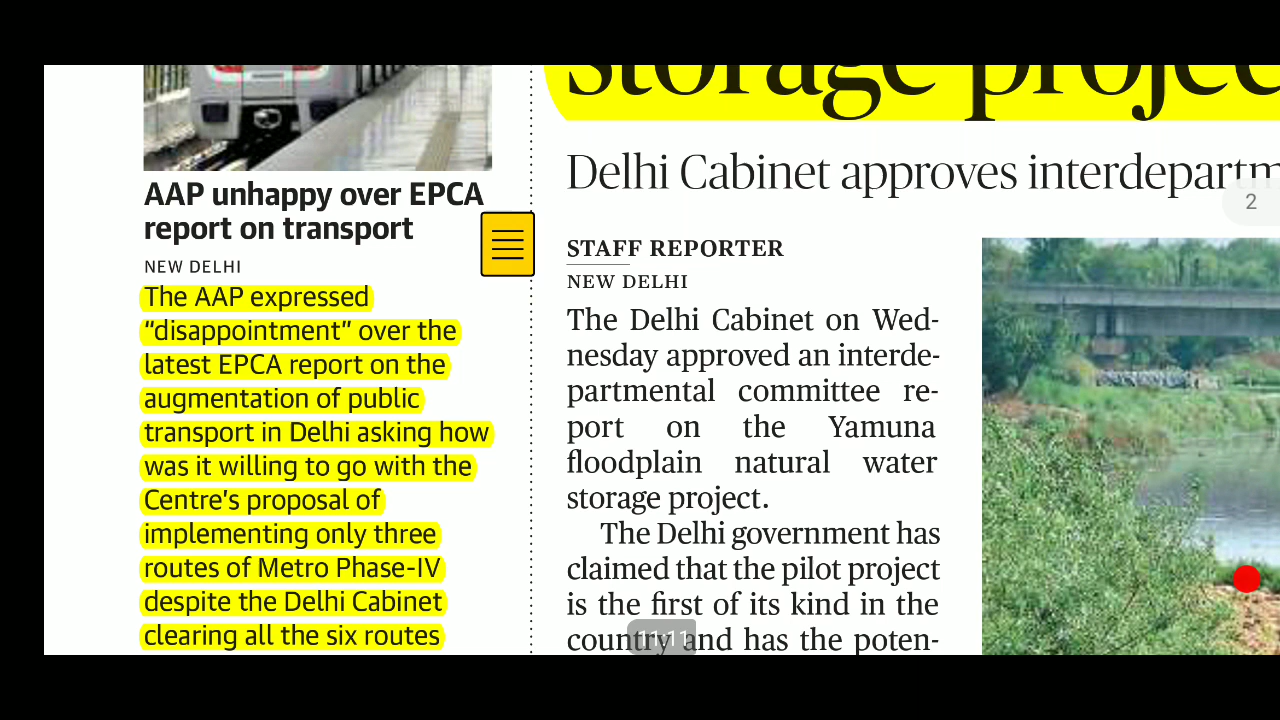 AAP unhappy over EPCA
report on transport
NEW DELHI
The AAP expressed
“disappointment” over the
latest EPCA report on the
augmentation of public
transport in Delhi asking how
was it willing to go with the
Centre’s proposal of
implementing only three
routes of Metro Phase-IV
despite the Delhi Cabinet
clearing all the six routes
storage projec
Delhi Cabinet approves interdepartm
2
STAFF REPORTER
NEW DELHI
The Delhi Cabinet on Wed-
nesday approved an interde-
partmental committee re-
port on the Yamuna
floodplain natural water
storage project.
The Delhi government has
claimed that the pilot project
is the first of its kind in the
country and has the poten-
11:11